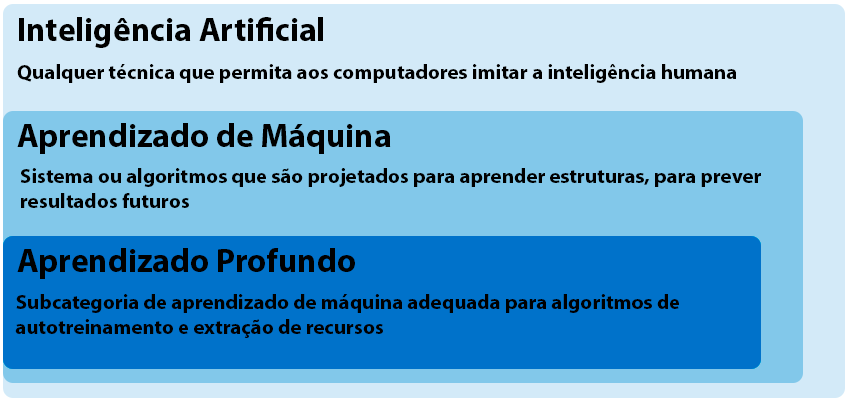 Inteligência Artificial
Qualquer técnica que permita aos computadores imitar a inteligência humana
Aprendizado de Máquina
Sistema ou algoritmos que são projetados para aprender estruturas, para prever
resultados futuros
Aprendizado Profundo
Subcategoria de aprendizado de máquina adequada para algoritmos de
autotreinamento e extração de recursos